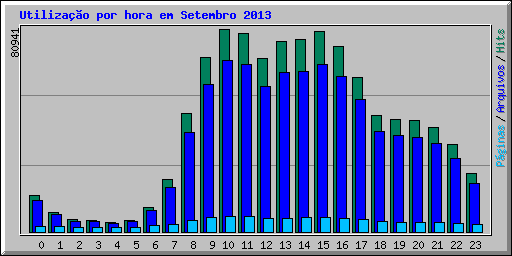 Utilização por hora em Setembro 2013
80941
Páginas / Arquivos / Hits
0 1 2 3 4 5 6 7 8 9 10 11 12 13 14 15 16 17 18 19 20 21 22 23